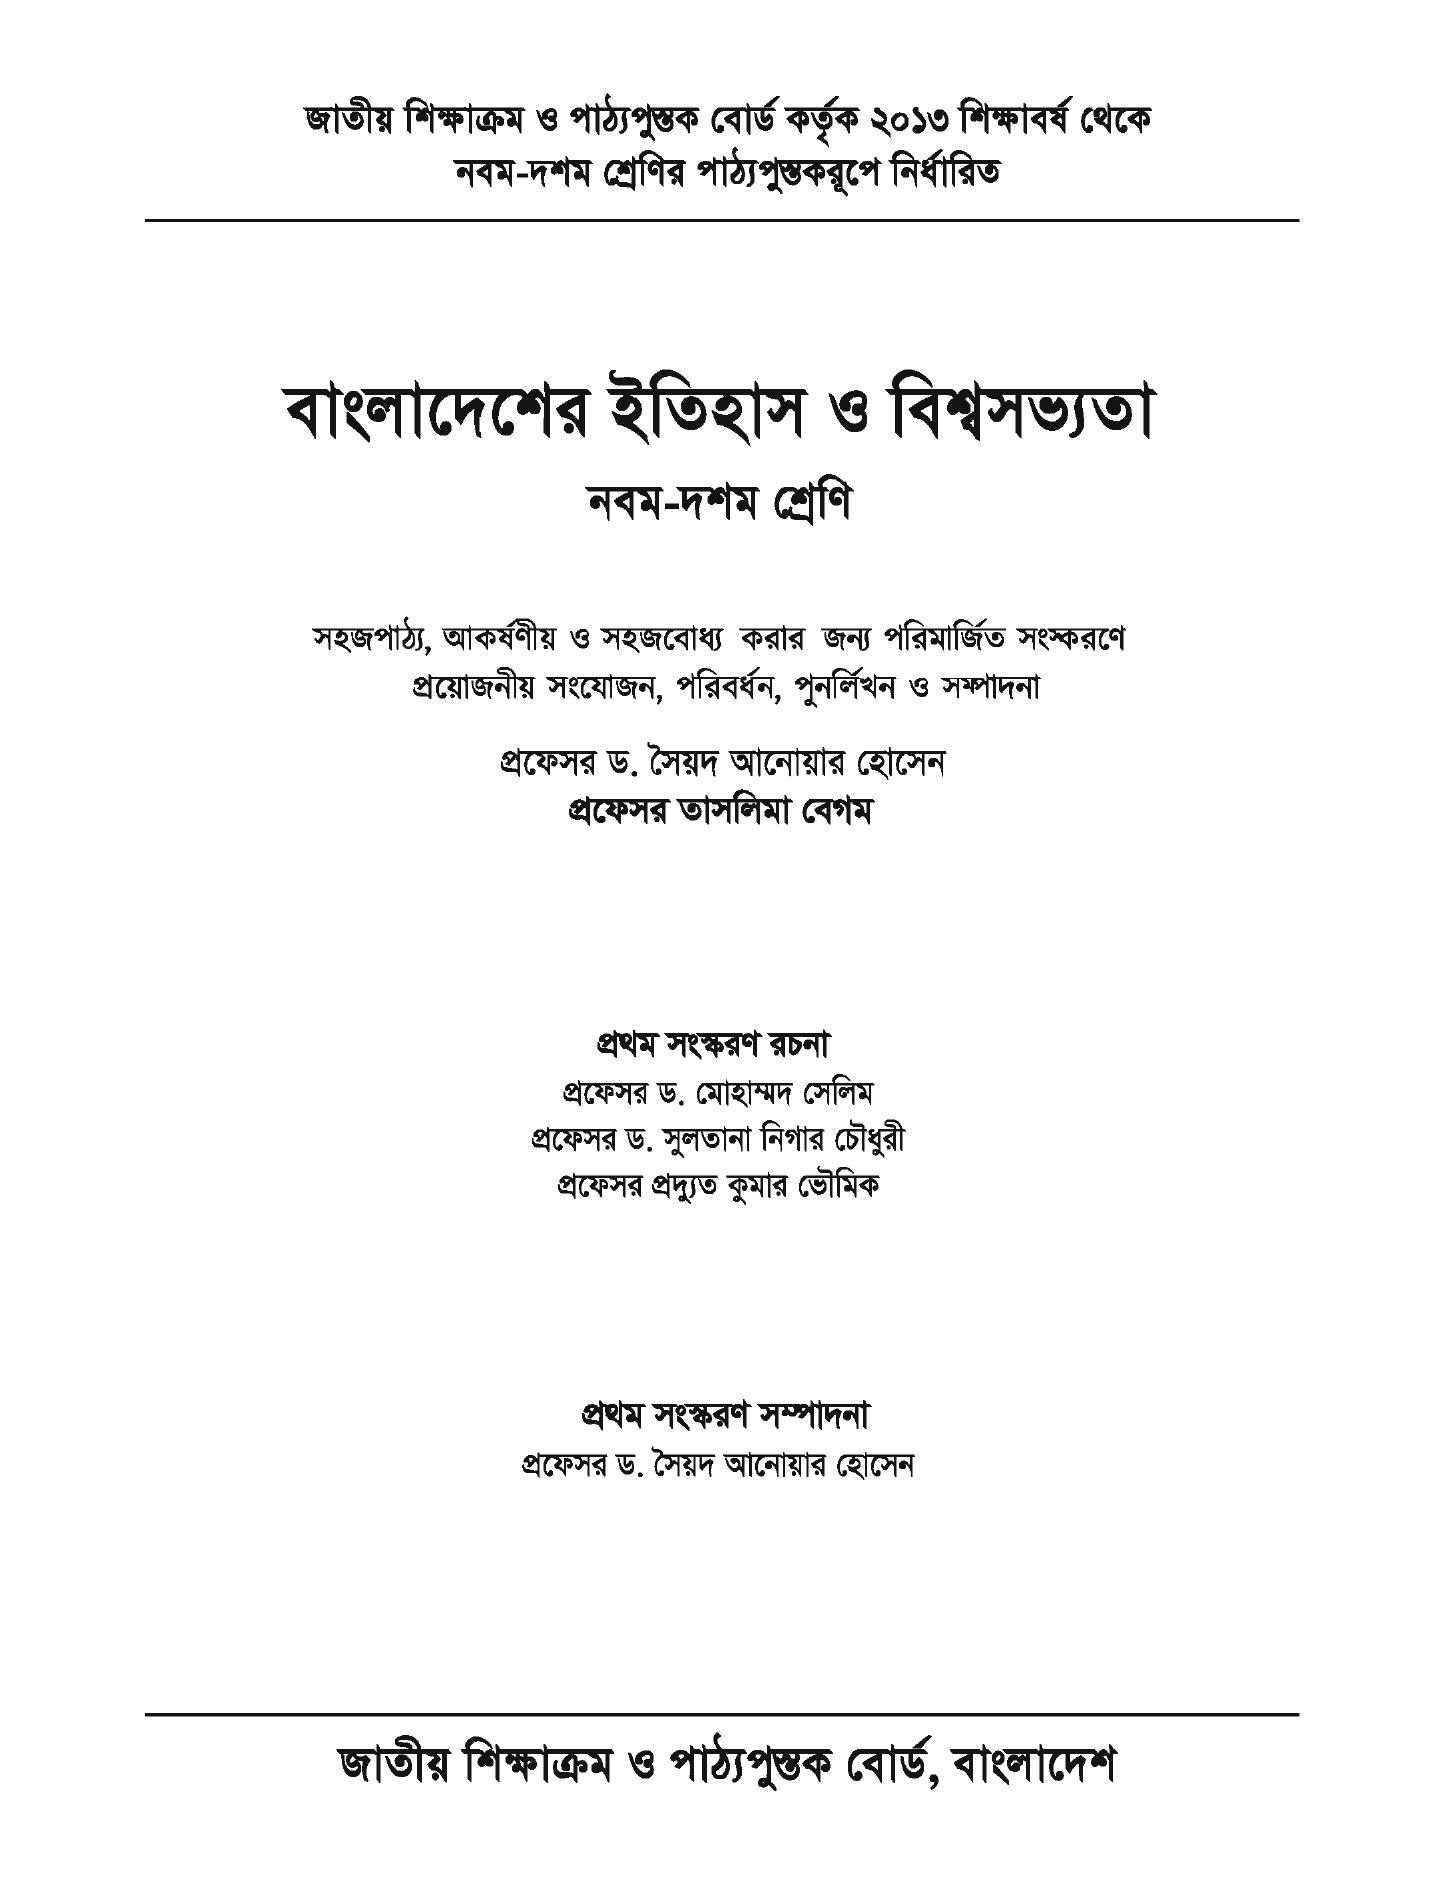 জাতীয় শিক্ষাক্রম ও পাঠ্যপুস্তক বোর্ড কর্তৃক ২০১৩ শিক্ষাবর্ষ থেকে
নবম-দশম শ্রেণির পাঠ্যপুস্তকরূপে নির্ধারিত
বাংলাদেশের ইতিহাস ও বিশ্বসভ্যতা
নবম-দশম শ্রেণি
সহজপাঠ্য, আকর্ষণীয় ও সহজবোধ্য করার জন্য পরিমার্জিত সংস্করণে
প্রয়োজনীয় সংযোজন, পরিবর্ধন, পুনর্লিখন ও সম্পাদনা
প্রফেসর ড. সৈয়দ আনোয়ার হোসেন
প্রফেসর তাসলিমা বেগম
প্রথম সংস্করণ রচনা
প্রফেসর ড. মোহাম্মদ সেলিম
প্রফেসর ড. সুলতানা নিগার চৌধুরী
প্রফেসর প্রদ্যুত কুমার ভৌমিক
প্রথম সংস্করণ সম্পাদনা
প্রফেসর ড. সৈয়দ আনোয়ার হোসেন
জাতীয় শিক্ষাক্রম ও পাঠ্যপুস্তক বোর্ড, বাংলাদেশ